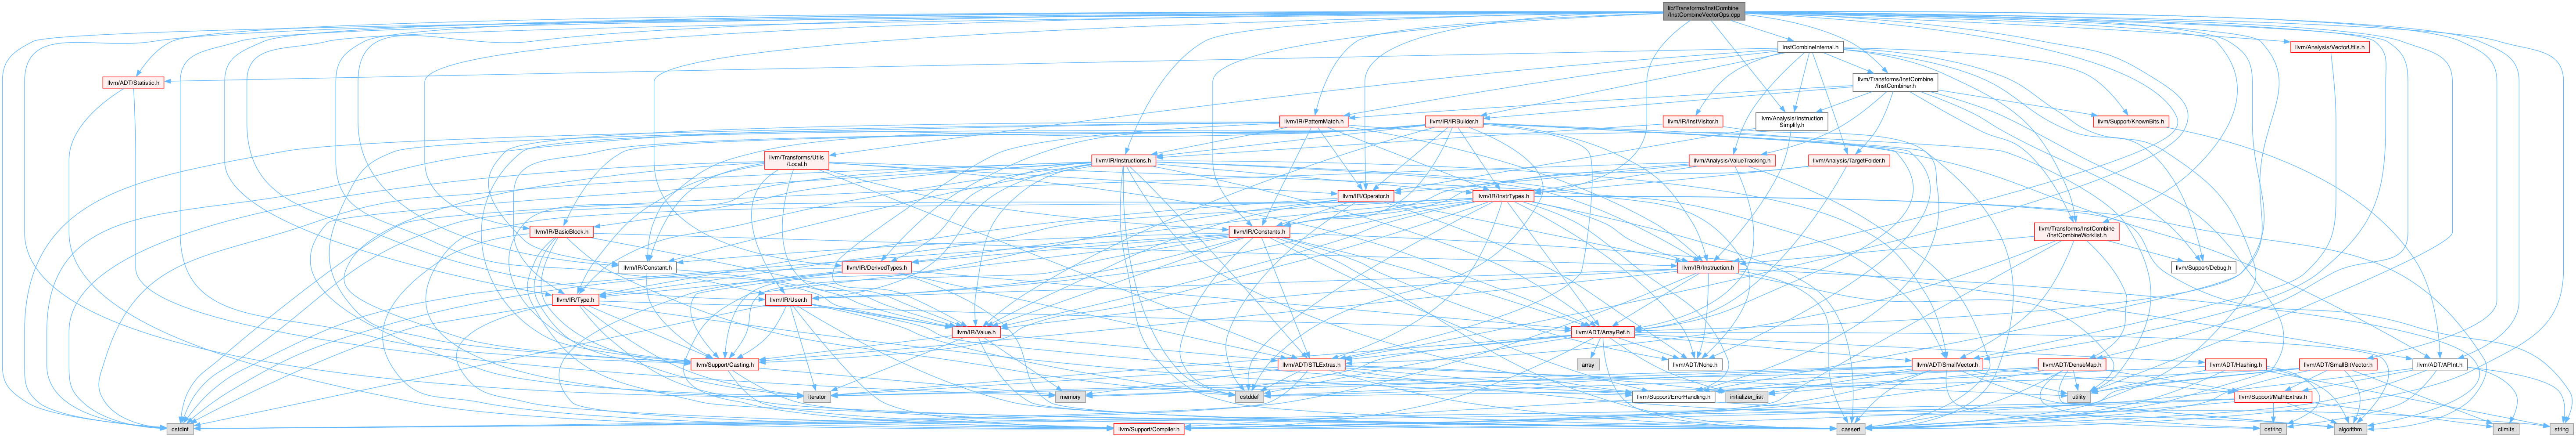 lib/Transforms/InstCombine
/InstCombineVectorOps.cpp
InstCombineInternal.h
llvm/Analysis/VectorUtils.h
llvm/ADT/Statistic.h
llvm/Transforms/InstCombine
/InstCombiner.h
llvm/IR/PatternMatch.h
llvm/IR/IRBuilder.h
llvm/IR/InstVisitor.h
llvm/Analysis/Instruction
Simplify.h
llvm/Support/KnownBits.h
llvm/Transforms/Utils
/Local.h
llvm/IR/Instructions.h
llvm/Analysis/ValueTracking.h
llvm/Analysis/TargetFolder.h
llvm/IR/Operator.h
llvm/IR/InstrTypes.h
llvm/IR/BasicBlock.h
llvm/IR/Constants.h
llvm/Transforms/InstCombine
/InstCombineWorklist.h
llvm/IR/Constant.h
llvm/IR/DerivedTypes.h
llvm/IR/Instruction.h
llvm/Support/Debug.h
llvm/IR/Type.h
llvm/IR/User.h
llvm/IR/Value.h
llvm/ADT/ArrayRef.h
llvm/Support/Casting.h
llvm/ADT/STLExtras.h
array
llvm/ADT/None.h
llvm/ADT/SmallVector.h
llvm/ADT/DenseMap.h
llvm/ADT/Hashing.h
llvm/ADT/SmallBitVector.h
llvm/ADT/APInt.h
iterator
memory
cstddef
llvm/Support/ErrorHandling.h
initializer_list
utility
llvm/Support/MathExtras.h
cstdint
llvm/Support/Compiler.h
cassert
cstring
algorithm
climits
string